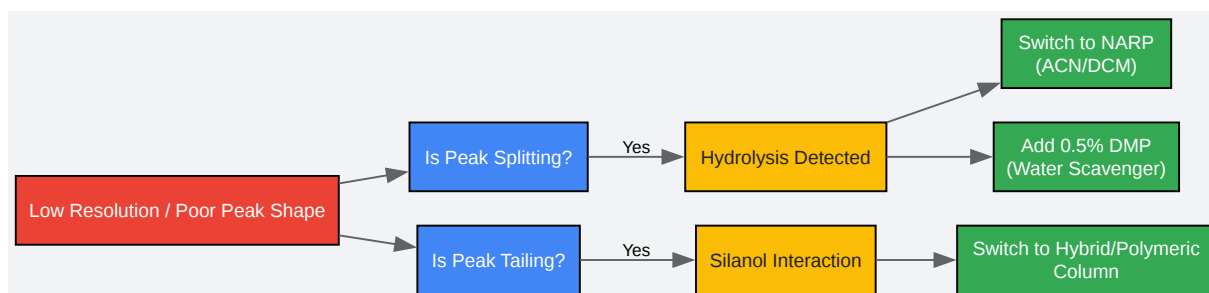 Switch to NARP
(ACN/DCM)
Is Peak Splitting?
Yes
Hydrolysis Detected
Add 0.5% DMP
(Water Scavenger)
Low Resolution / Poor Peak Shape
Is Peak Tailing?
Yes
Silanol Interaction
Switch to Hybrid/Polymeric
Column